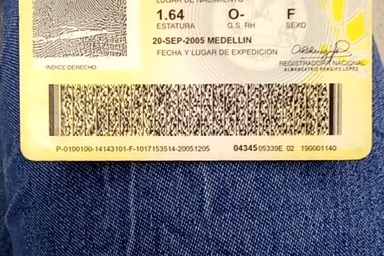 LUGAR DE NACIMIENTO
1.64 O- F
ESTATURA G.S. RH SEXO
20-SEP-2005 MEDELLIN
FECHA Y LUGAR DE EXPEDICION
INDICE DERECHO
REGISTRADORA NACIONAL
ALMABEATRIZ RENGIFO LOPEZ
P-0100100-14143101-F-1017153514-20051205 04345 05339E 02 190001140